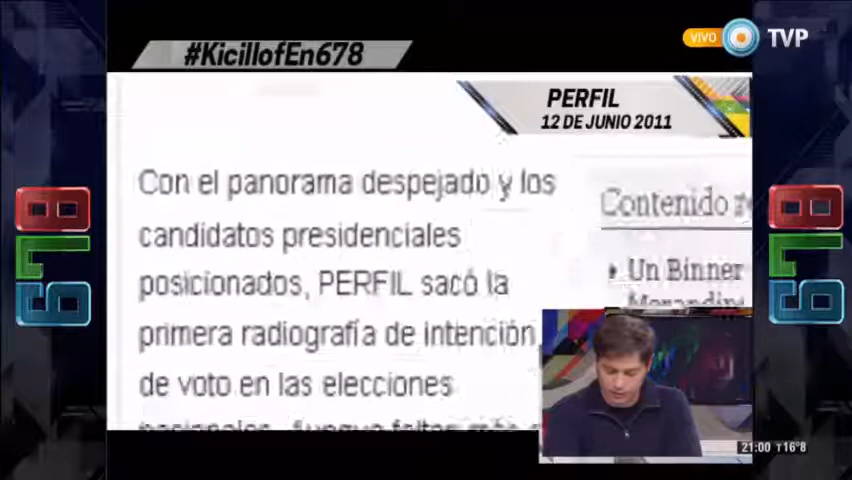 #KicillofEn678
VIVO TVP
PERFIL
12 DE JUNIO 2011
Con el panorama despejado y los
candidatos presidenciales
posicionados, PERFIL sacó la
primera radiografía de intención
de voto en las elecciones
Contenido
Un Binner
678
678
21:00 T 16°8